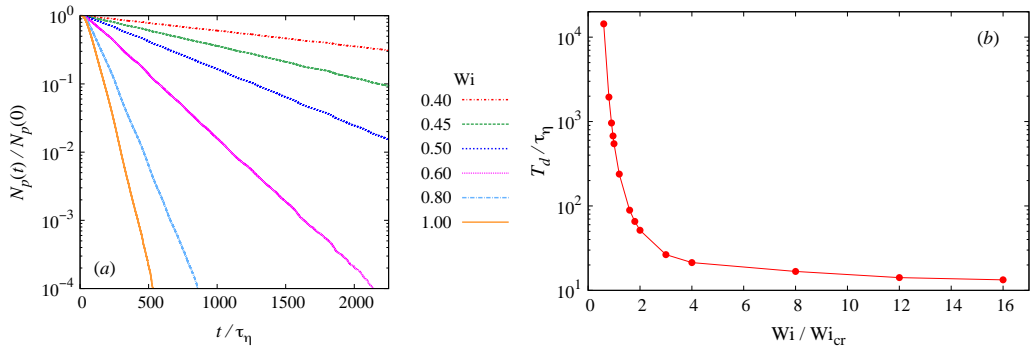 10^0
10^-1
10^-2
10^-3
10^-4
N_p(t) / N_p(0)
(a)
0 500 1000 1500 2000
t / τ_η
Wi
0.40
0.45
0.50
0.60
0.80
1.00
10^4
10^3
10^2
10^1
T_d / τ_η
(b)
0 2 4 6 8 10 12 14 16
Wi / Wi_cr